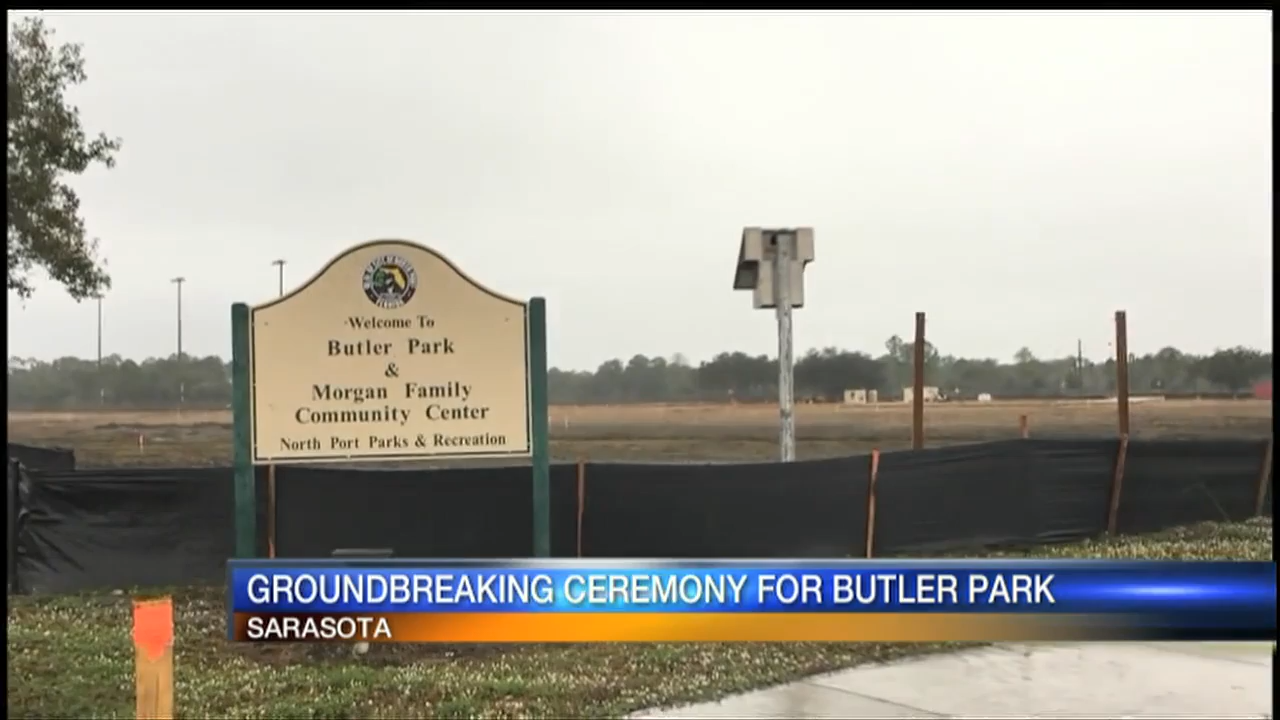 Welcome To
Butler Park
&
Morgan Family
Community Center
North Port Parks & Recreation
GROUNDBREAKING CEREMONY FOR BUTLER PARK
SARASOTA